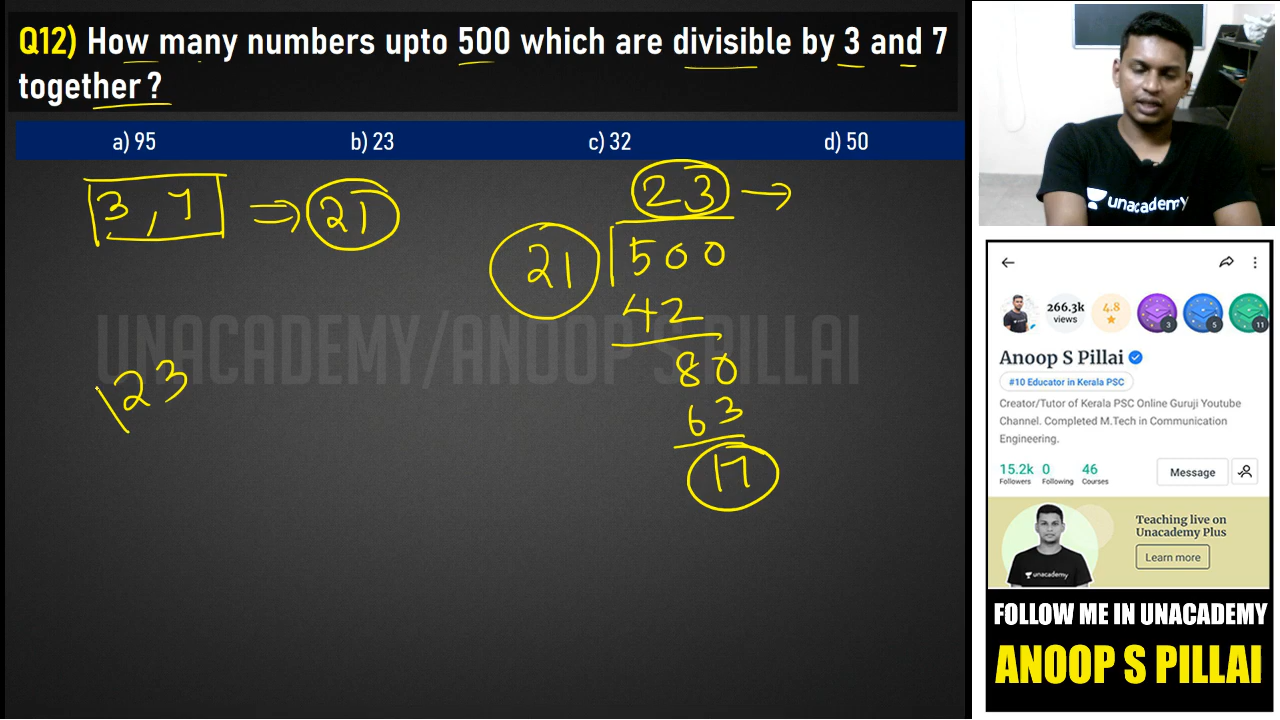 Q12) How many numbers upto 500 which are divisible by 3 and 7
together ?
a) 95 b) 23 c) 32 d) 50
3 , 7 ⇒ 21
23 →
21 500
42
80
63
17
123
UNACADEMY/ANOOP S PILLAI
unacademy
266.3k
views
4.8
3
5
11
Anoop S Pillai
#10 Educator in Kerala PSC
Creator/Tutor of Kerala PSC Online Guruji Youtube
Channel. Completed M.Tech in Communication
Engineering.
15.2k 0 46
Followers Following Courses
Message
Teaching live on
Unacademy Plus
Learn more
unacademy
FOLLOW ME IN UNACADEMY
ANOOP S PILLAI